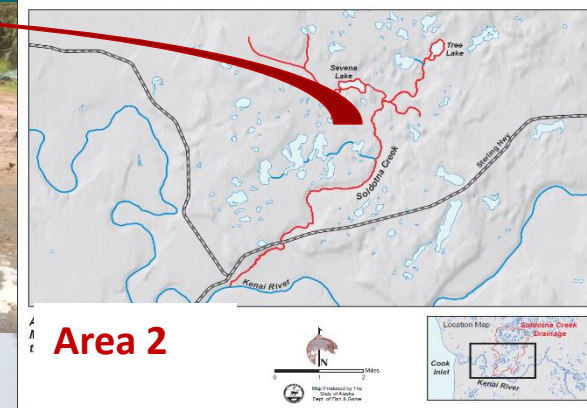 Tree
Lake
Sevena
Lake
Soldotna Creek
Sterling Hwy
Kenai River
Area 2
N
0 1 2 Miles
Map Produced by The
State of Alaska
Dept. of Fish & Game
Location Map
Soldotna Creek
Drainage
Cook
Inlet
Kenai River